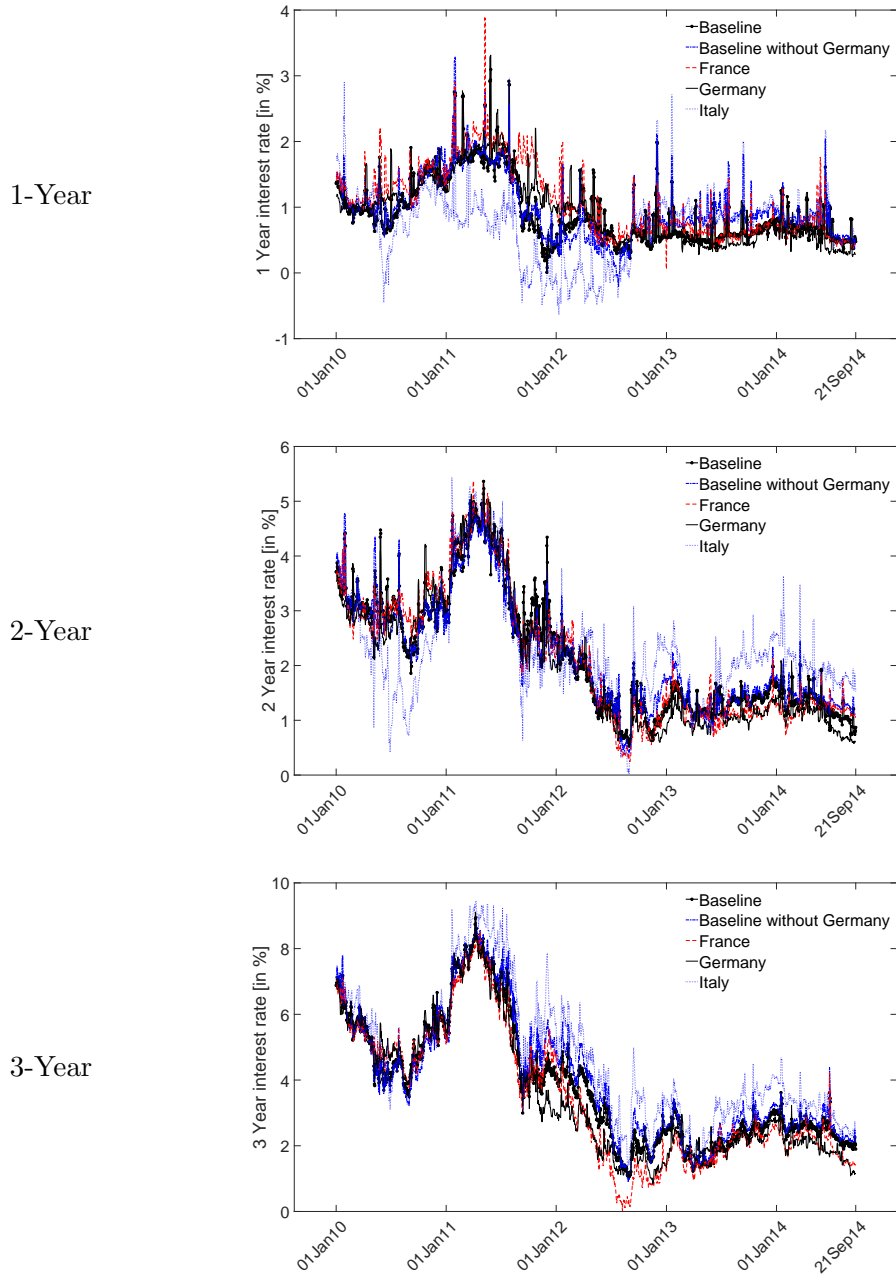 1-Year
1 Year interest rate [in %]
4
3
2
1
0
-1
Baseline
Baseline without Germany
France
Germany
Italy
01Jan10
01Jan11
01Jan12
01Jan13
01Jan14
21Sep14
2-Year
2 Year interest rate [in %]
6
5
4
3
2
1
0
Baseline
Baseline without Germany
France
Germany
Italy
01Jan10
01Jan11
01Jan12
01Jan13
01Jan14
21Sep14
3-Year
3 Year interest rate [in %]
10
8
6
4
2
0
Baseline
Baseline without Germany
France
Germany
Italy
01Jan10
01Jan11
01Jan12
01Jan13
01Jan14
21Sep14